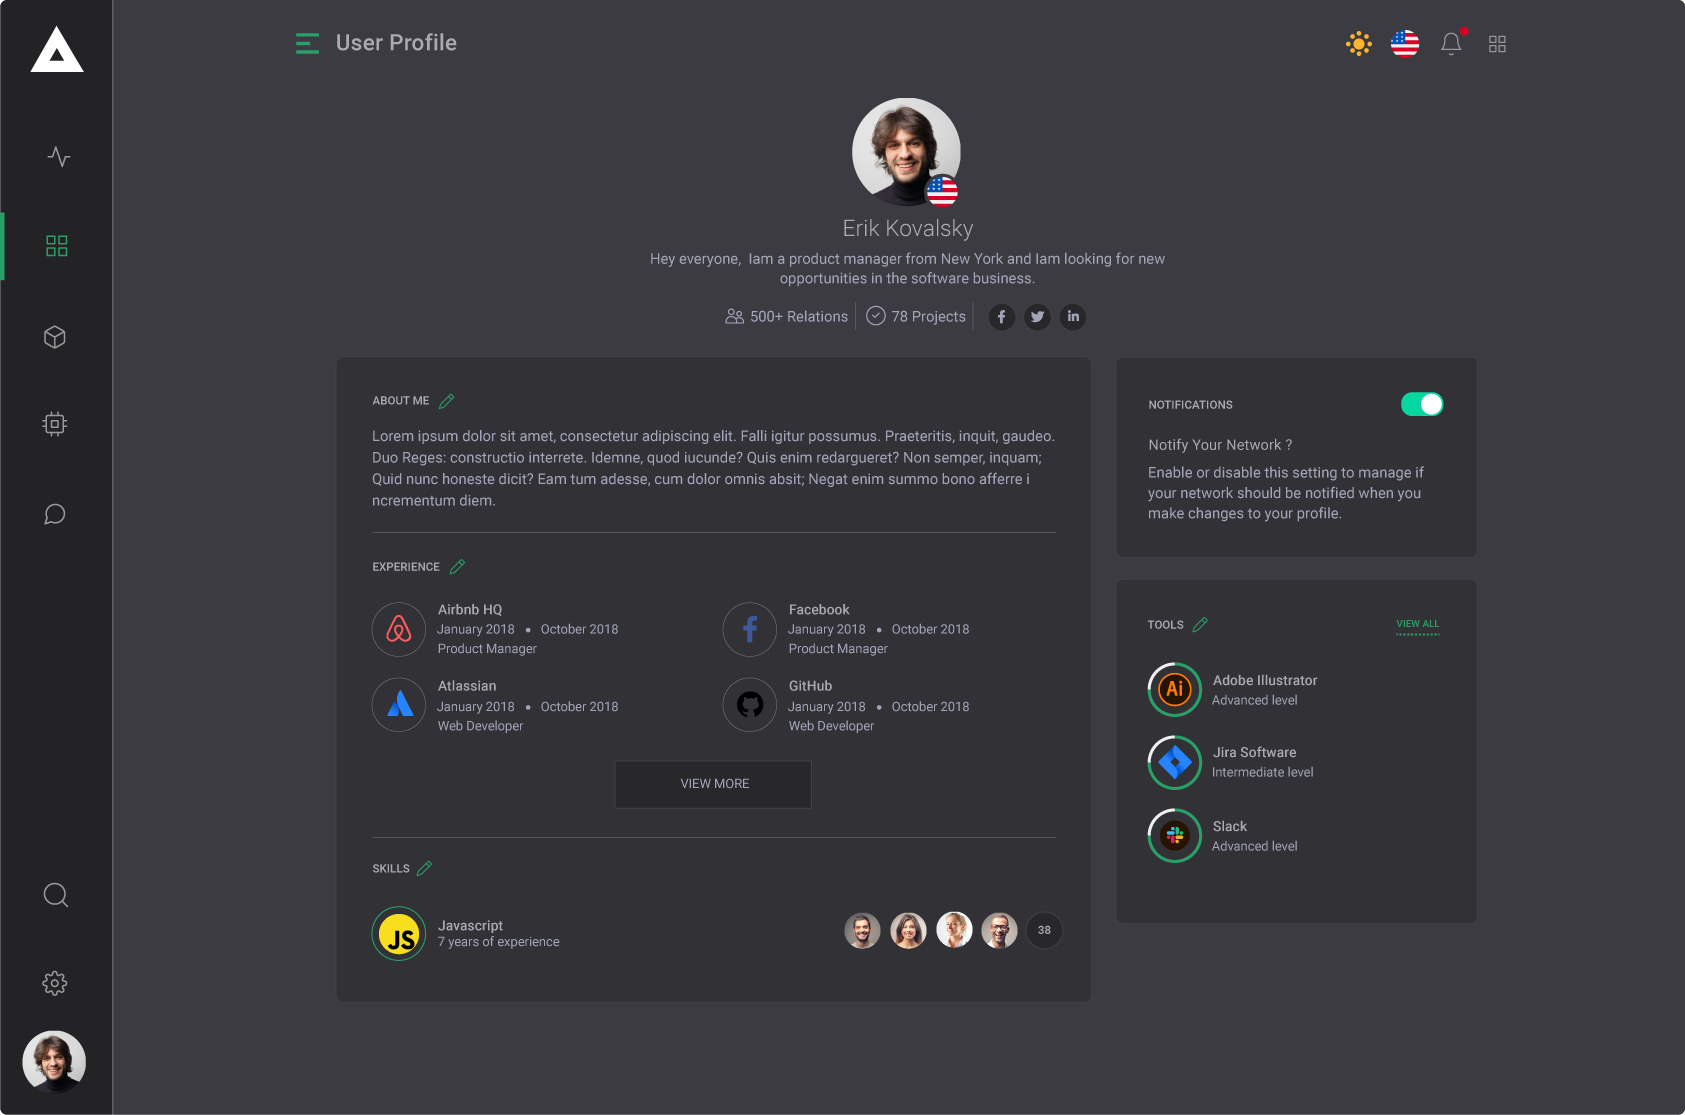 User Profile
Erik Kovalsky
Hey everyone,  Iam a product manager from New York and Iam looking for new
opportunities in the software business.
500+ Relations
78 Projects
ABOUT ME
Lorem ipsum dolor sit amet, consectetur adipiscing elit. Falli igitur possumus. Praeteritis, inquit, gaudeo.
Duo Reges: constructio interrete. Idemne, quod iucunde? Quis enim redargueret? Non semper, inquam;
Quid nunc honeste dicit? Eam tum adesse, cum dolor omnis absit; Negat enim summo bono afferre i
ncrementum diem.
EXPERIENCE
Airbnb HQ
January 2018 • October 2018
Product Manager
Facebook
January 2018 • October 2018
Product Manager
Atlassian
January 2018 • October 2018
Web Developer
GitHub
January 2018 • October 2018
Web Developer
VIEW MORE
SKILLS
JS
Javascript
7 years of experience
38
NOTIFICATIONS
Notify Your Network ?
Enable or disable this setting to manage if
your network should be notified when you
make changes to your profile.
TOOLS
VIEW ALL
Ai
Adobe Illustrator
Advanced level
Jira Software
Intermediate level
Slack
Advanced level